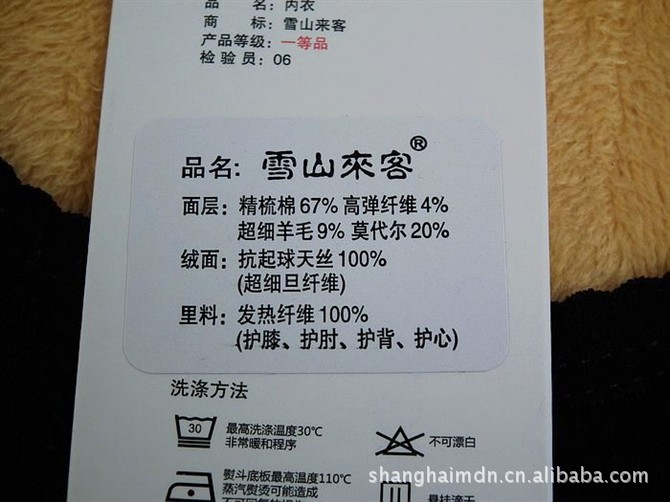 品 名：内衣
商 标：雪山来客
产品等级：一等品
检 验 员：06
品名：雪山來客®
面层：精梳棉67% 高弹纤维4%
超细羊毛9% 莫代尔20%
绒面：抗起球天丝100%
(超细旦纤维)
里料：发热纤维100%
(护膝、护肘、护背、护心)
洗涤方法
30 最高洗涤温度30℃
非常暖和程序
不可漂白
熨斗底板最高温度110℃
蒸汽熨烫可能造成
悬挂滴干
shanghaimdn.cn.alibaba.com